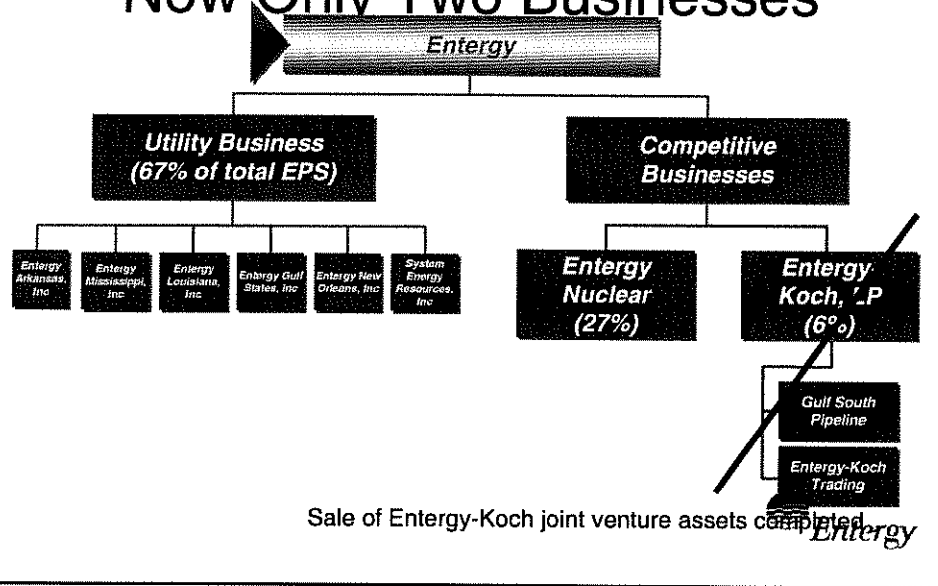 Now Only Two Businesses
Entergy
Utility Business
(67% of total EPS)
Competitive
Businesses
Entergy
Arkansas,
Inc
Entergy
Mississippi,
Inc
Entergy
Louisiana,
Inc
Entergy Gulf
States, Inc
Entergy New
Orleans, Inc
System
Energy
Resources,
Inc
Entergy
Nuclear
(27%)
Entergy
Koch, LP
(6%)
Gulf South
Pipeline
Entergy-Koch
Trading
Sale of Entergy-Koch joint venture assets completed
Entergy